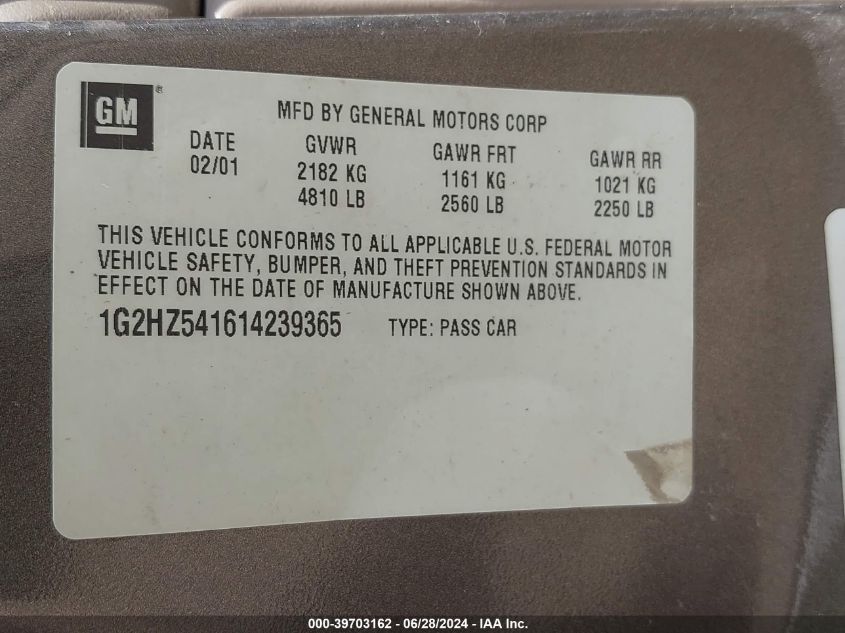 GM®
MFD BY GENERAL MOTORS CORP
DATE GVWR GAWR FRT GAWR RR
02/01 2182 KG 1161 KG 1021 KG
4810 LB 2560 LB 2250 LB
THIS VEHICLE CONFORMS TO ALL APPLICABLE U.S. FEDERAL MOTOR
VEHICLE SAFETY, BUMPER, AND THEFT PREVENTION STANDARDS IN
EFFECT ON THE DATE OF MANUFACTURE SHOWN ABOVE.
1G2HZ541614239365 TYPE: PASS CAR
000-39703162 - 06/28/2024 - IAA Inc.